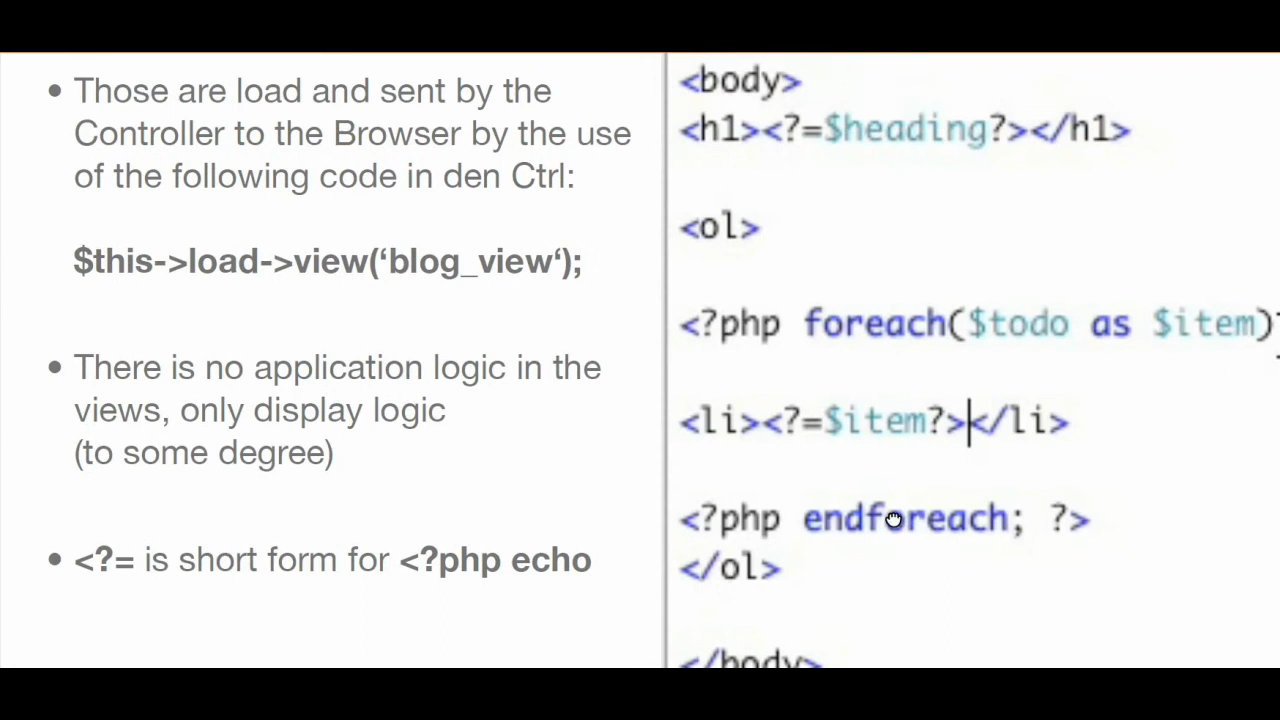 • Those are load and sent by the
Controller to the Browser by the use
of the following code in den Ctrl:
$this->load->view(‘blog_view‘);
• There is no application logic in the
views, only display logic
(to some degree)
• <?= is short form for <?php echo
<body>
<h1><?=$heading?></h1>
<ol>
<?php foreach($todo as $item)
<li><?=$item?></li>
<?php endforeach; ?>
</ol>
</body>